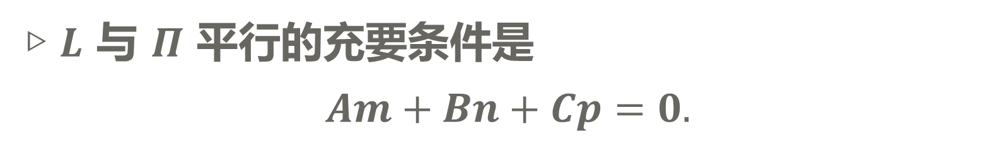 ▷ L 与 Π 平行的充要条件是
Am + Bn + Cp = 0.